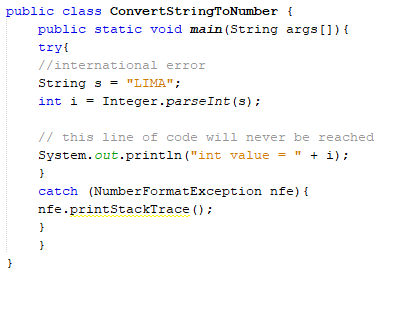 public class ConvertStringToNumber {
    public static void main(String args[]){
    try{
    //international error
    String s = "LIMA";
    int i = Integer.parseInt(s);

    // this line of code will never be reached
    System.out.println("int value = " + i);
    }
    catch (NumberFormatException nfe){
    nfe.printStackTrace();
    }
    }
}